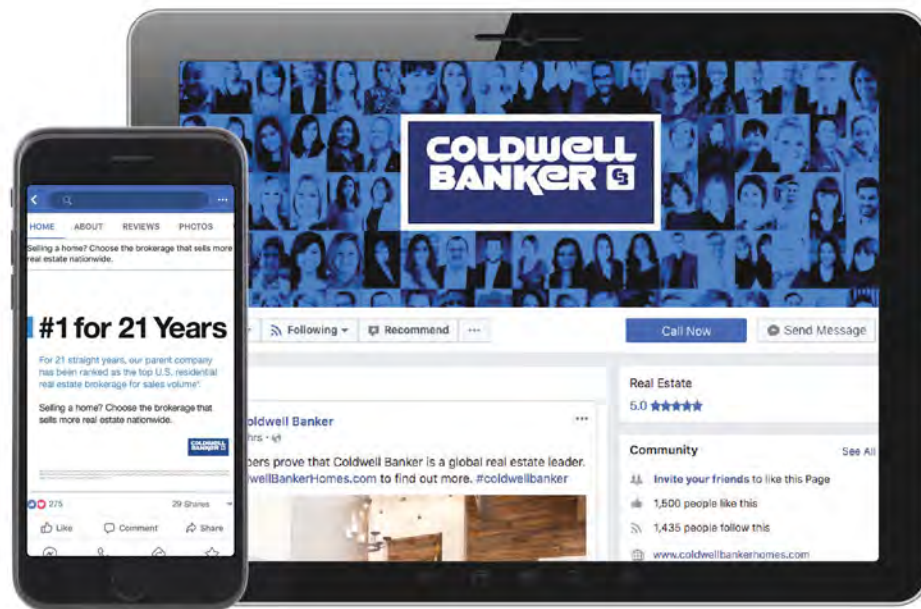 COLDWELL
BANKER CB
HOME ABOUT REVIEWS PHOTOS
Selling a home? Choose the brokerage that sells more
real estate nationwide.
#1 for 21 Years
For 21 straight years, our parent company
has been ranked as the top U.S. residential
real estate brokerage for sales volume
Selling a home? Choose the brokerage that
sells more real estate nationwide.
COLDWELL
BANKER
275 29 Shares
Like Comment Share
Following Recommend ...
Call Now Send Message
oldwell Banker
hrs
bers prove that Coldwell Banker is a global real estate leader.
wellBankerHomes.com to find out more. #coldwellbanker
Real Estate
5.0 ★★★★★
Community See All
Invite your friends to like this Page
1,500 people like this
1,435 people follow this
www.coldwellbankerhomes.com